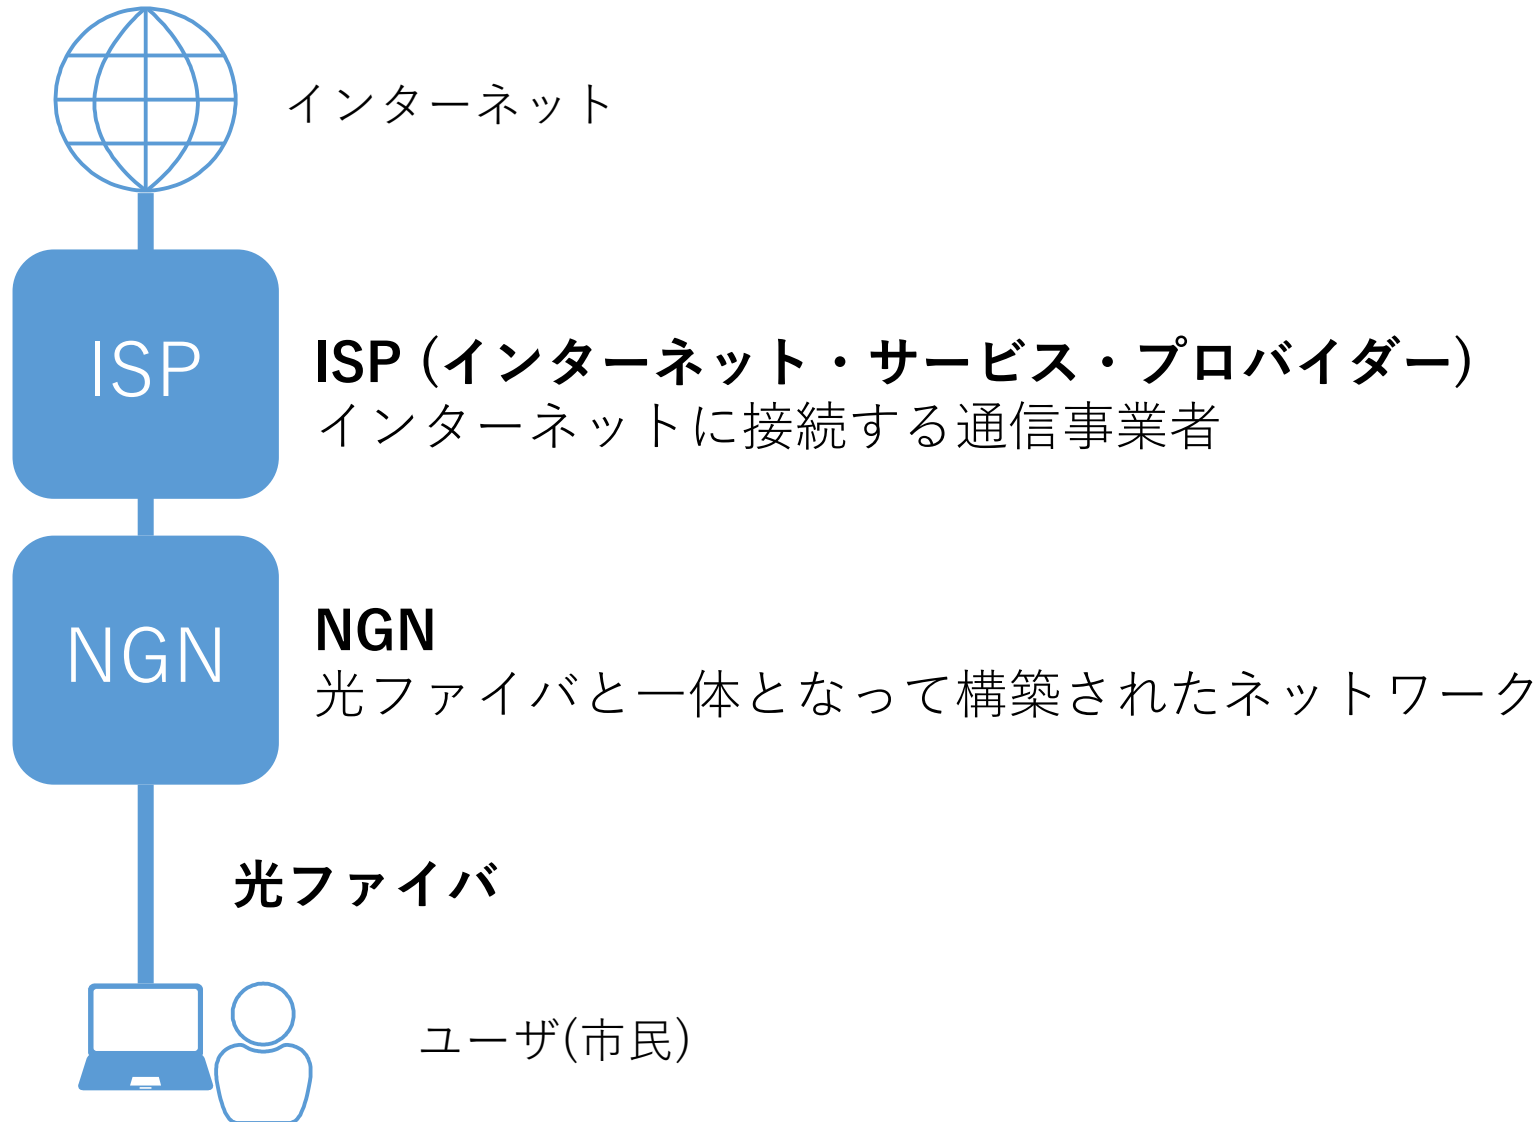 インターネット
ISP
ISP (インターネット・サービス・プロバイダー)
インターネットに接続する通信事業者
NGN
NGN
光ファイバと一体となって構築されたネットワーク
光ファイバ
ユーザ(市民)